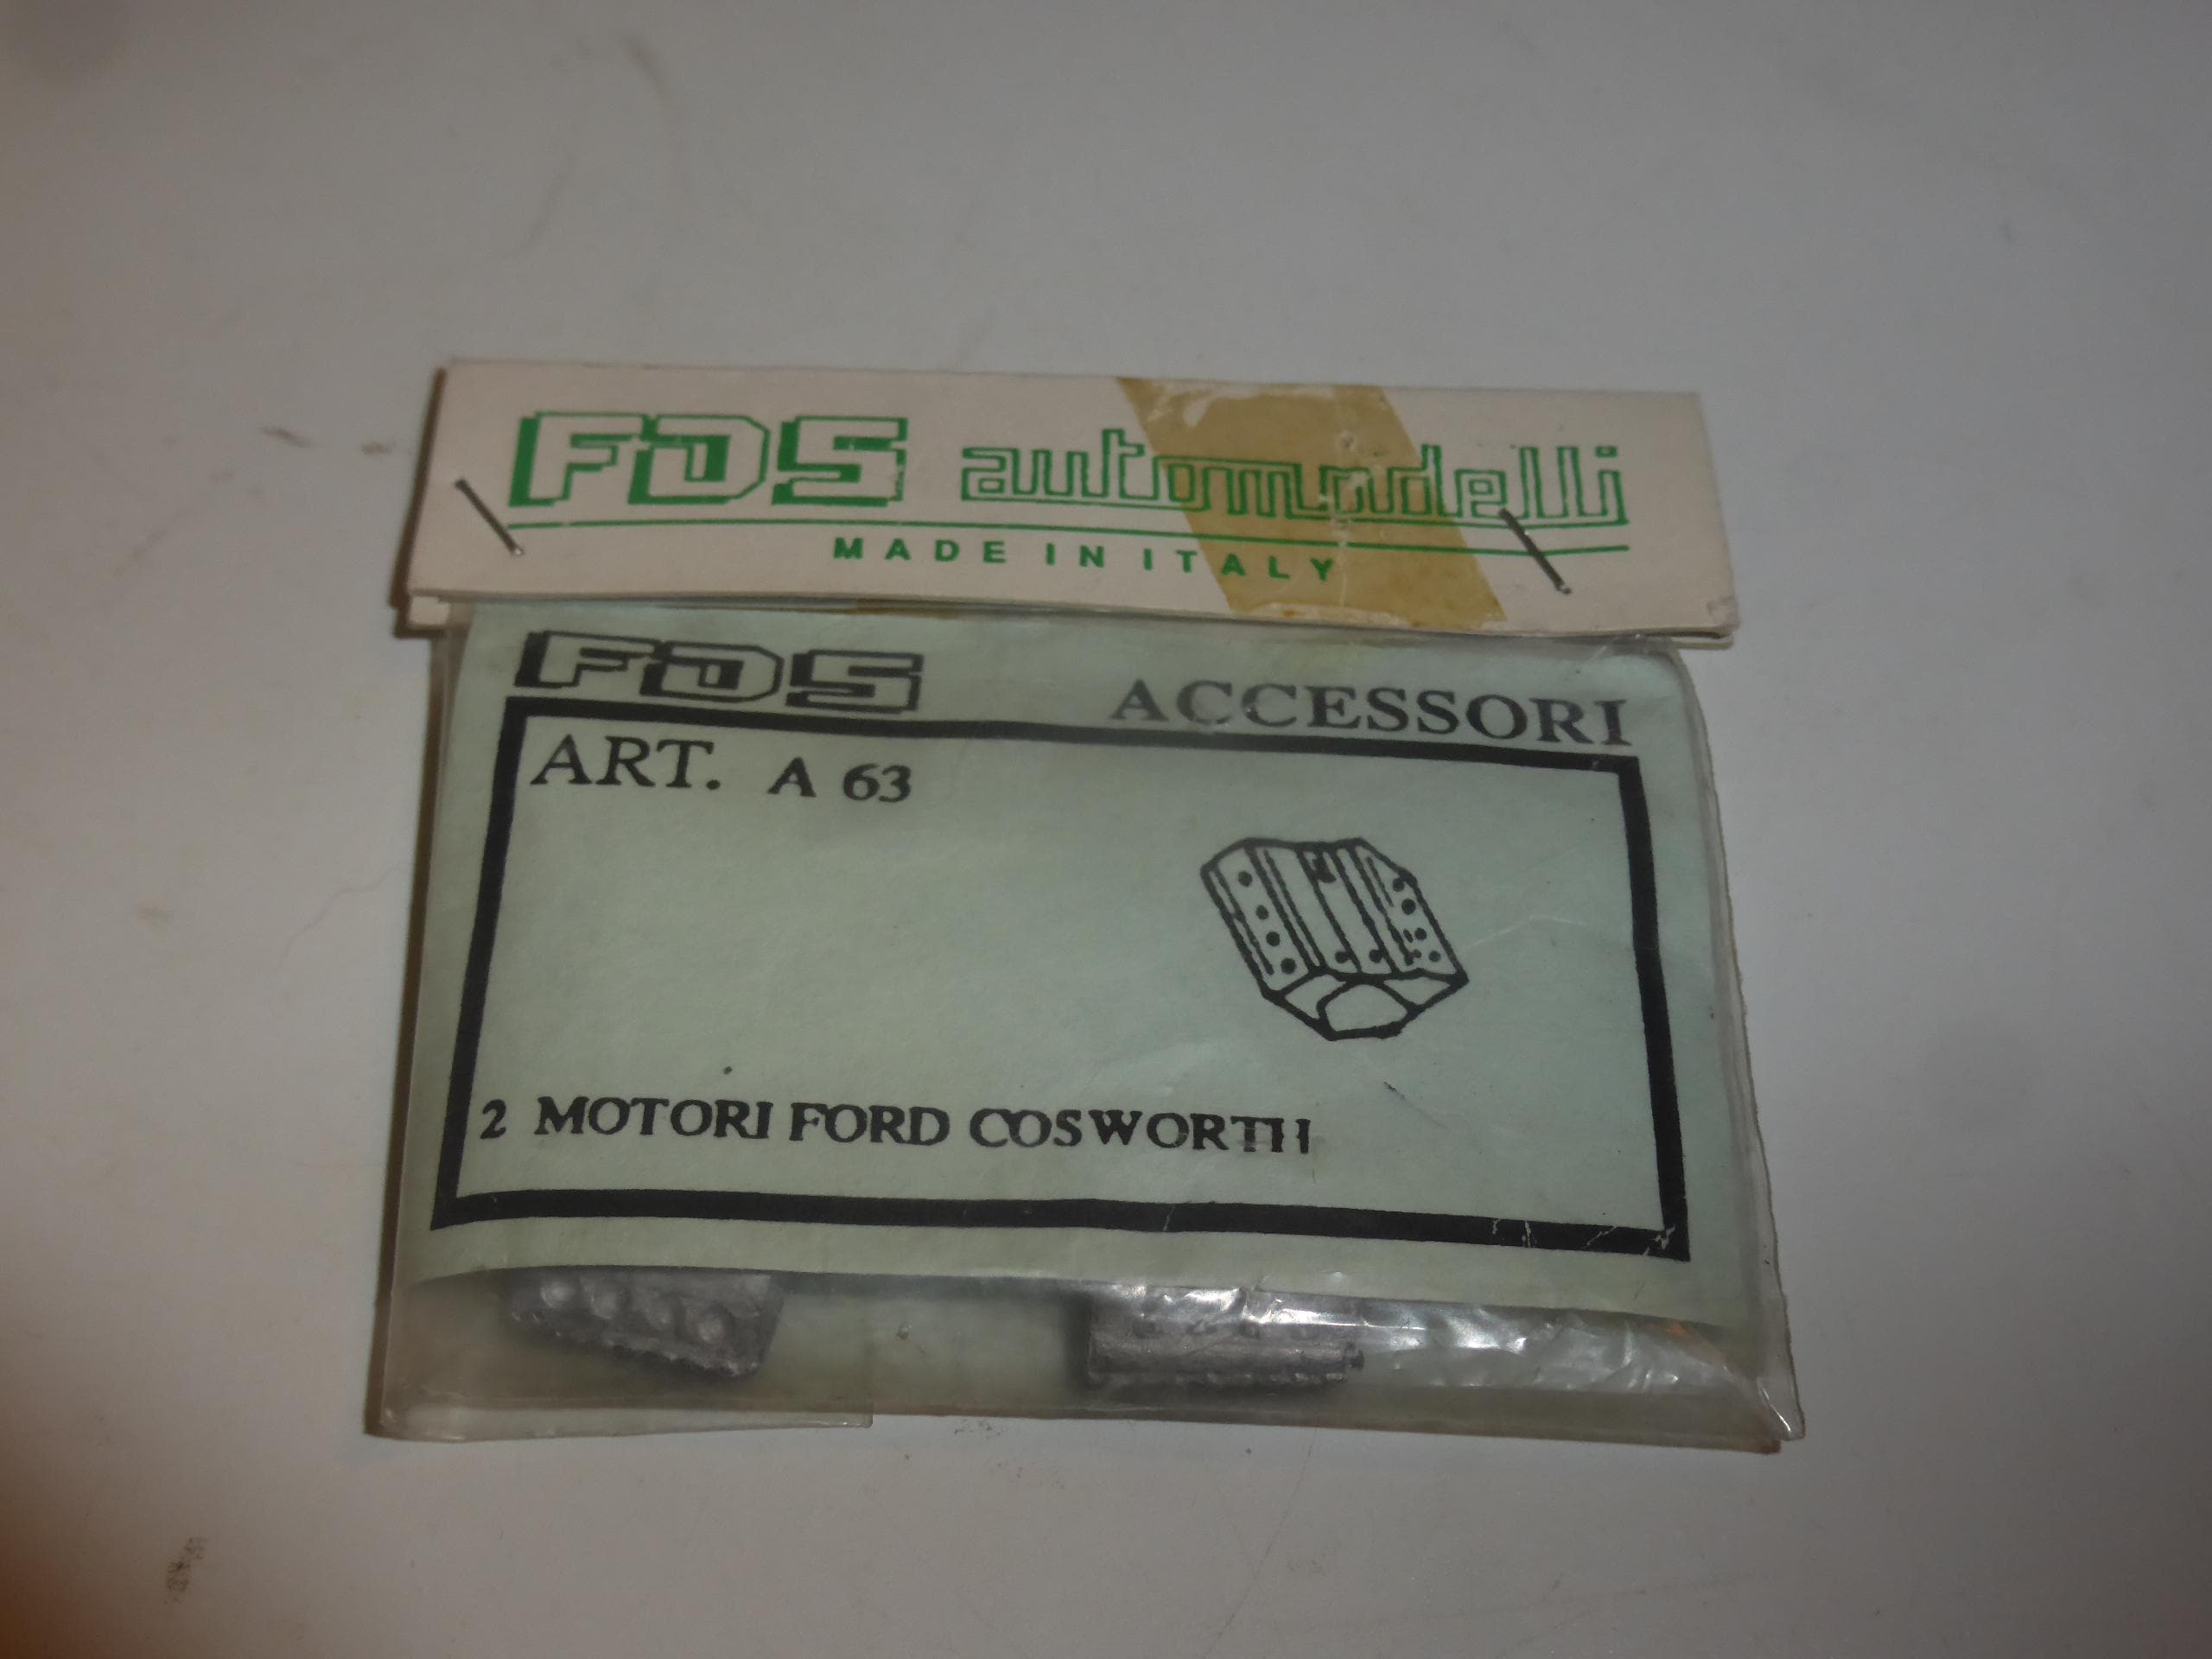 FDS automodelli
MADE IN ITALY
FDS ACCESSORI
ART. A 63
2 MOTORI FORD COSWORTH